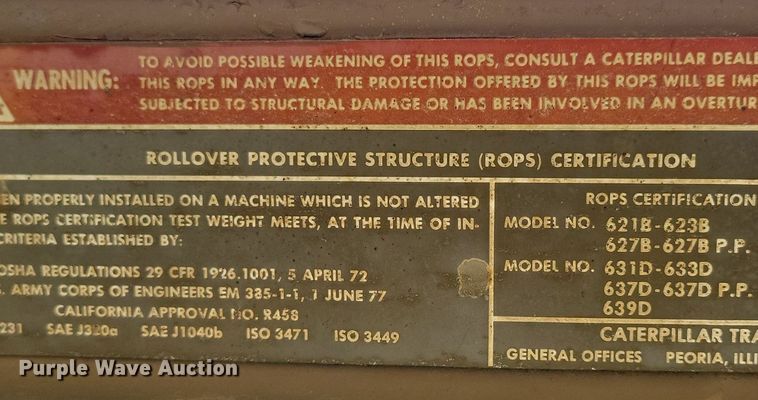 WARNING:
TO AVOID POSSIBLE WEAKENING OF THIS ROPS, CONSULT A CATERPILLAR DEALE
THIS ROPS IN ANY WAY. THE PROTECTION OFFERED BY THIS ROPS WILL BE IMP
SUBJECTED TO STRUCTURAL DAMAGE OR HAS BEEN INVOLVED IN AN OVERTUR
ROLLOVER PROTECTIVE STRUCTURE (ROPS) CERTIFICATION
EN PROPERLY INSTALLED ON A MACHINE WHICH IS NOT ALTERED
E ROPS CERTIFICATION TEST WEIGHT MEETS, AT THE TIME OF IN-
CRITERIA ESTABLISHED BY:
OSHA REGULATIONS 29 CFR 1926.1001, 5 APRIL 72
. ARMY CORPS OF ENGINEERS EM 385-1-1, 1 JUNE 77
CALIFORNIA APPROVAL NO. R458
231 SAE J320a SAE J1040b ISO 3471 ISO 3449
ROPS CERTIFICATION
MODEL NO. 621B-623B
627B-627B P.P.
MODEL NO. 631D-633D
637D-637D P.P.
639D
CATERPILLAR TRA
GENERAL OFFICES PEORIA, ILLI
Purple Wave Auction